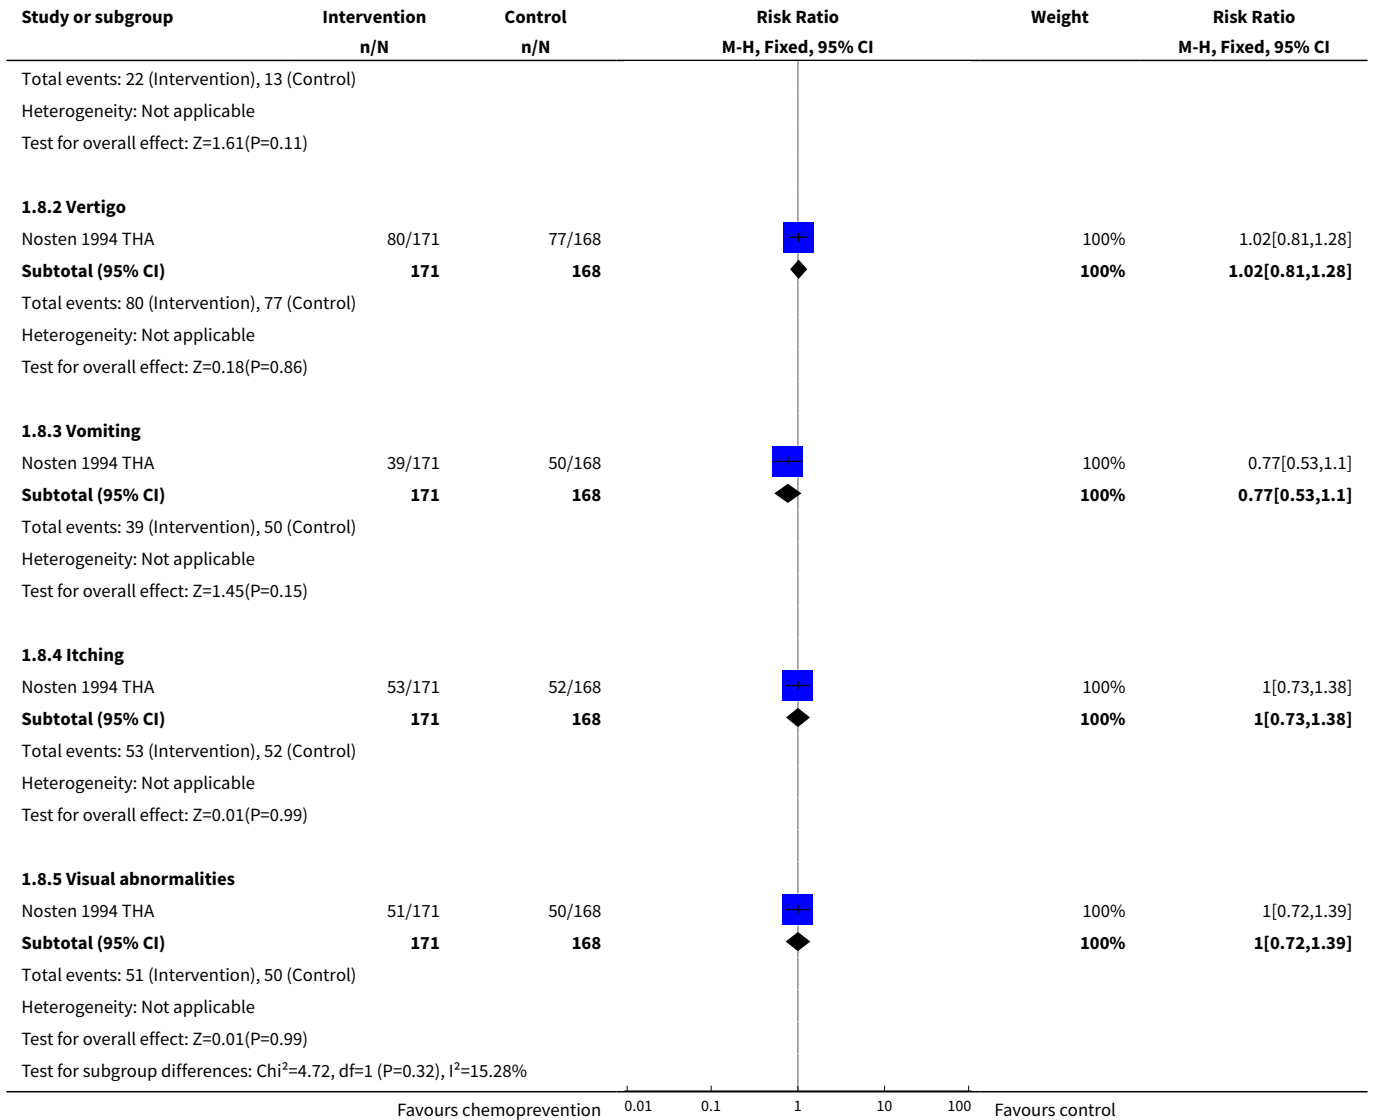 Study or subgroup Intervention Control Risk Ratio Weight Risk Ratio
n/N n/N M-H, Fixed, 95% CI M-H, Fixed, 95% CI
Total events: 22 (Intervention), 13 (Control)
Heterogeneity: Not applicable
Test for overall effect: Z=1.61(P=0.11)
1.8.2 Vertigo
Nosten 1994 THA 80/171 77/168 100% 1.02[0.81,1.28]
Subtotal (95% CI) 171 168 100% 1.02[0.81,1.28]
Total events: 80 (Intervention), 77 (Control)
Heterogeneity: Not applicable
Test for overall effect: Z=0.18(P=0.86)
1.8.3 Vomiting
Nosten 1994 THA 39/171 50/168 100% 0.77[0.53,1.1]
Subtotal (95% CI) 171 168 100% 0.77[0.53,1.1]
Total events: 39 (Intervention), 50 (Control)
Heterogeneity: Not applicable
Test for overall effect: Z=1.45(P=0.15)
1.8.4 Itching
Nosten 1994 THA 53/171 52/168 100% 1[0.73,1.38]
Subtotal (95% CI) 171 168 100% 1[0.73,1.38]
Total events: 53 (Intervention), 52 (Control)
Heterogeneity: Not applicable
Test for overall effect: Z=0.01(P=0.99)
1.8.5 Visual abnormalities
Nosten 1994 THA 51/171 50/168 100% 1[0.72,1.39]
Subtotal (95% CI) 171 168 100% 1[0.72,1.39]
Total events: 51 (Intervention), 50 (Control)
Heterogeneity: Not applicable
Test for overall effect: Z=0.01(P=0.99)
Test for subgroup differences: Chi²=4.72, df=1 (P=0.32), I²=15.28%
Favours chemoprevention 0.01 0.1 1 10 100 Favours control